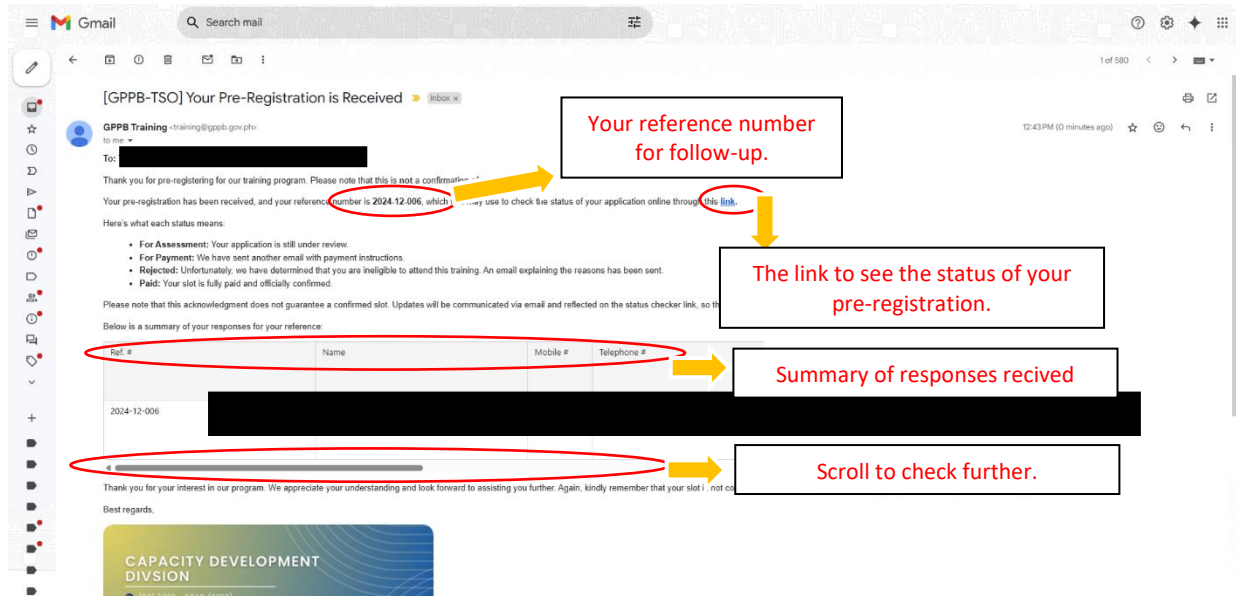 Gmail
Search mail
1 of 580
[GPPB-TSO] Your Pre-Registration is Received
Inbox x
GPPB Training <training@gppb.gov.ph>
12:43 PM (0 minutes ago)
to me
To:
Your reference number
for follow-up.
Thank you for pre-registering for our training program. Please note that this is not a confirmation of
Your pre-registration has been received, and your reference number is 2024-12-006, which you may use to check the status of your application online through this link.
Here's what each status means:
• For Assessment: Your application is still under review.
• For Payment: We have sent another email with payment instructions.
• Rejected: Unfortunately, we have determined that you are ineligible to attend this training. An email explaining the reasons has been sent.
• Paid: Your slot is fully paid and officially confirmed.
The link to see the status of your
pre-registration.
Please note that this acknowledgment does not guarantee a confirmed slot. Updates will be communicated via email and reflected on the status checker link, so
Below is a summary of your responses for your reference:
Ref. # Name Mobile # Telephone #
Summary of responses recived
2024-12-006
Scroll to check further.
Thank you for your interest in our program. We appreciate your understanding and look forward to assisting you further. Again, kindly remember that your slot not
Best regards,
CAPACITY DEVELOPMENT
DIVSION